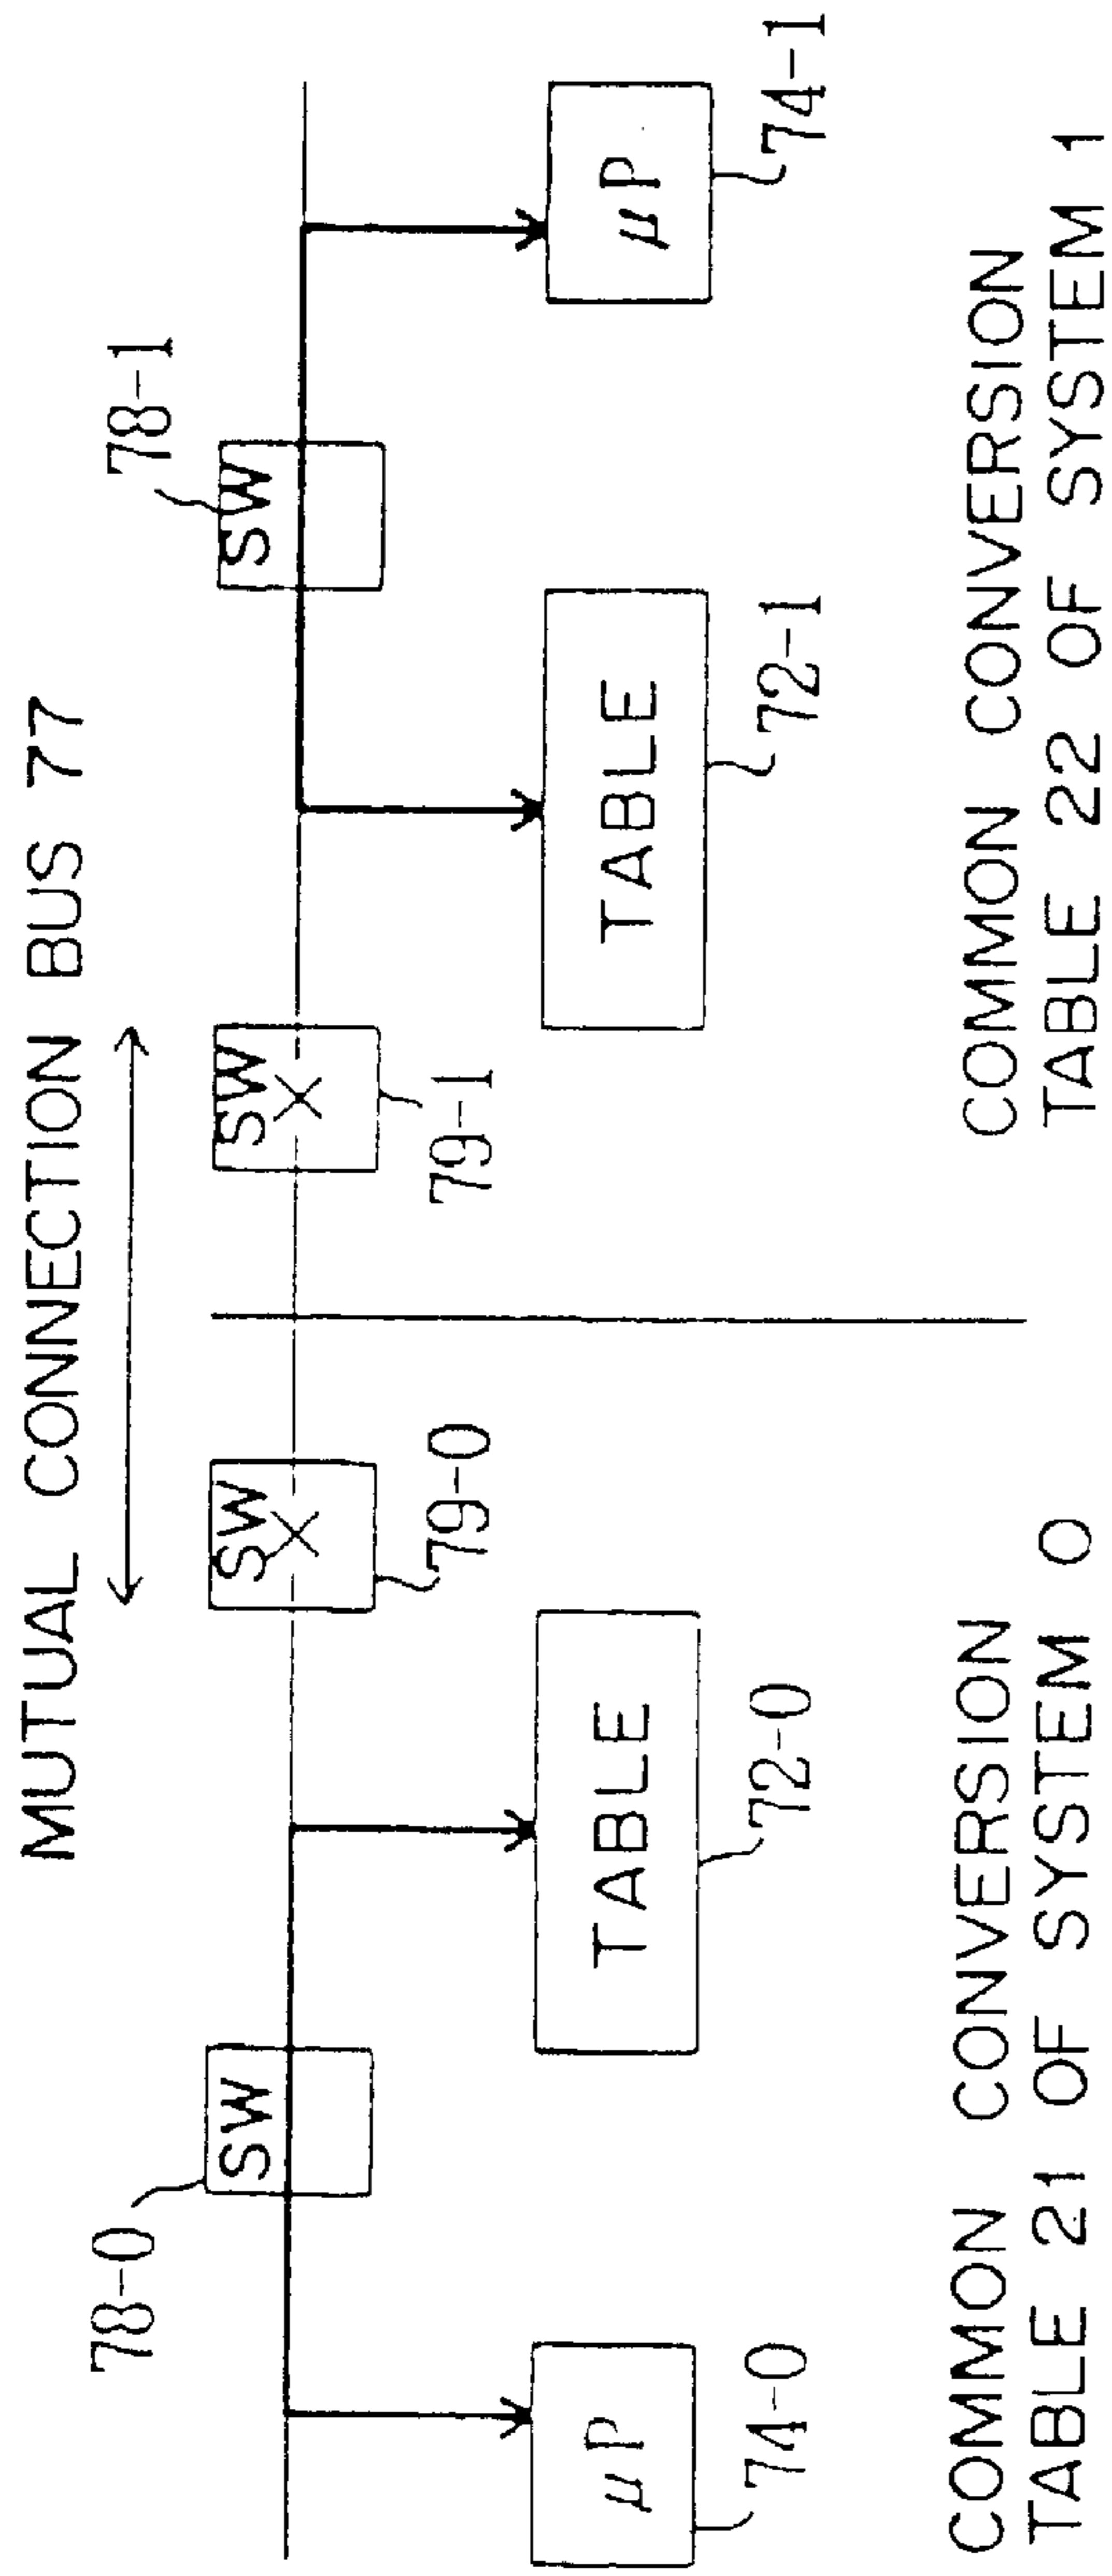 MUTUAL CONNECTION BUS 77
78-0
78-1
SW
SW
SW
SW
79-0
79-1
μP
TABLE
TABLE
μP
74-0
72-0
72-1
74-1
COMMON CONVERSION
TABLE 21 OF SYSTEM 0
COMMON CONVERSION
TABLE 22 OF SYSTEM 1